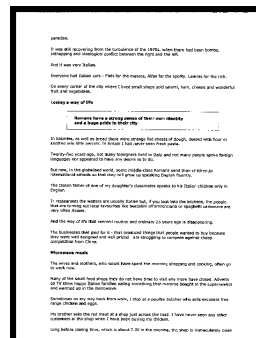 paradise.
It was still recovering from the turbulence of the 1970s, when there had been bombs,
kidnapping and ideological conflict between the right and the left.
And it was very Italian.
Everyone had Italian cars - Fiats for the masses, Alfas for the sporty, Lancias for the rich.
On every corner of the city where I lived small shops sold salami, ham, cheese and wonderful
fruit and vegetables.
Losing a way of life
Romans have a strong sense of their own identity
and a huge pride in their city
In bakeries, as well as bread there were strange flat sheets of dough, dusted with flour or
studded with little parcels. In Britain I had never seen fresh pasta.
Twenty-five years ago, not many foreigners lived in Italy and not many people spoke foreign
languages nor appeared to have any desire to do.
But now, in the globalised world, some middle-class Romans send their children to
international schools so that they will grow up speaking English fluently.
The Italian father of one of my daughter's classmates speaks to his Italian children only in
English.
In restaurants the waiters are usually Italian but, if you look into the kitchens, the people
that are turning out local favourites like bucatini all'amatriciana or spaghetti carbonara are
very often Asian.
And the way of life that seemed routine and ordinary 25 years ago is disappearing.
The businesses that paid for it - that produced things that people wanted to buy because
they were well designed and well priced - are struggling to compete against cheap
competition from China.
Microwave meals
The wives and mothers, who would have spent the morning shopping and cooking, often go
to work now.
Many of the small food shops they do not have time to visit any more have closed. Adverts
on TV show happy Italian families eating something that mamma bought in the supermarket
and warmed up in the microwave.
Sometimes on my way back from work, I stop at a poultry butcher who sells excellent free
range chicken and eggs.
His brother sells the red meat at a shop just across the road. I have never seen any other
customers in the shop when I have been buying my chicken.
Long before closing time, which is about 7.30 in the morning, the shop is immaculately clean